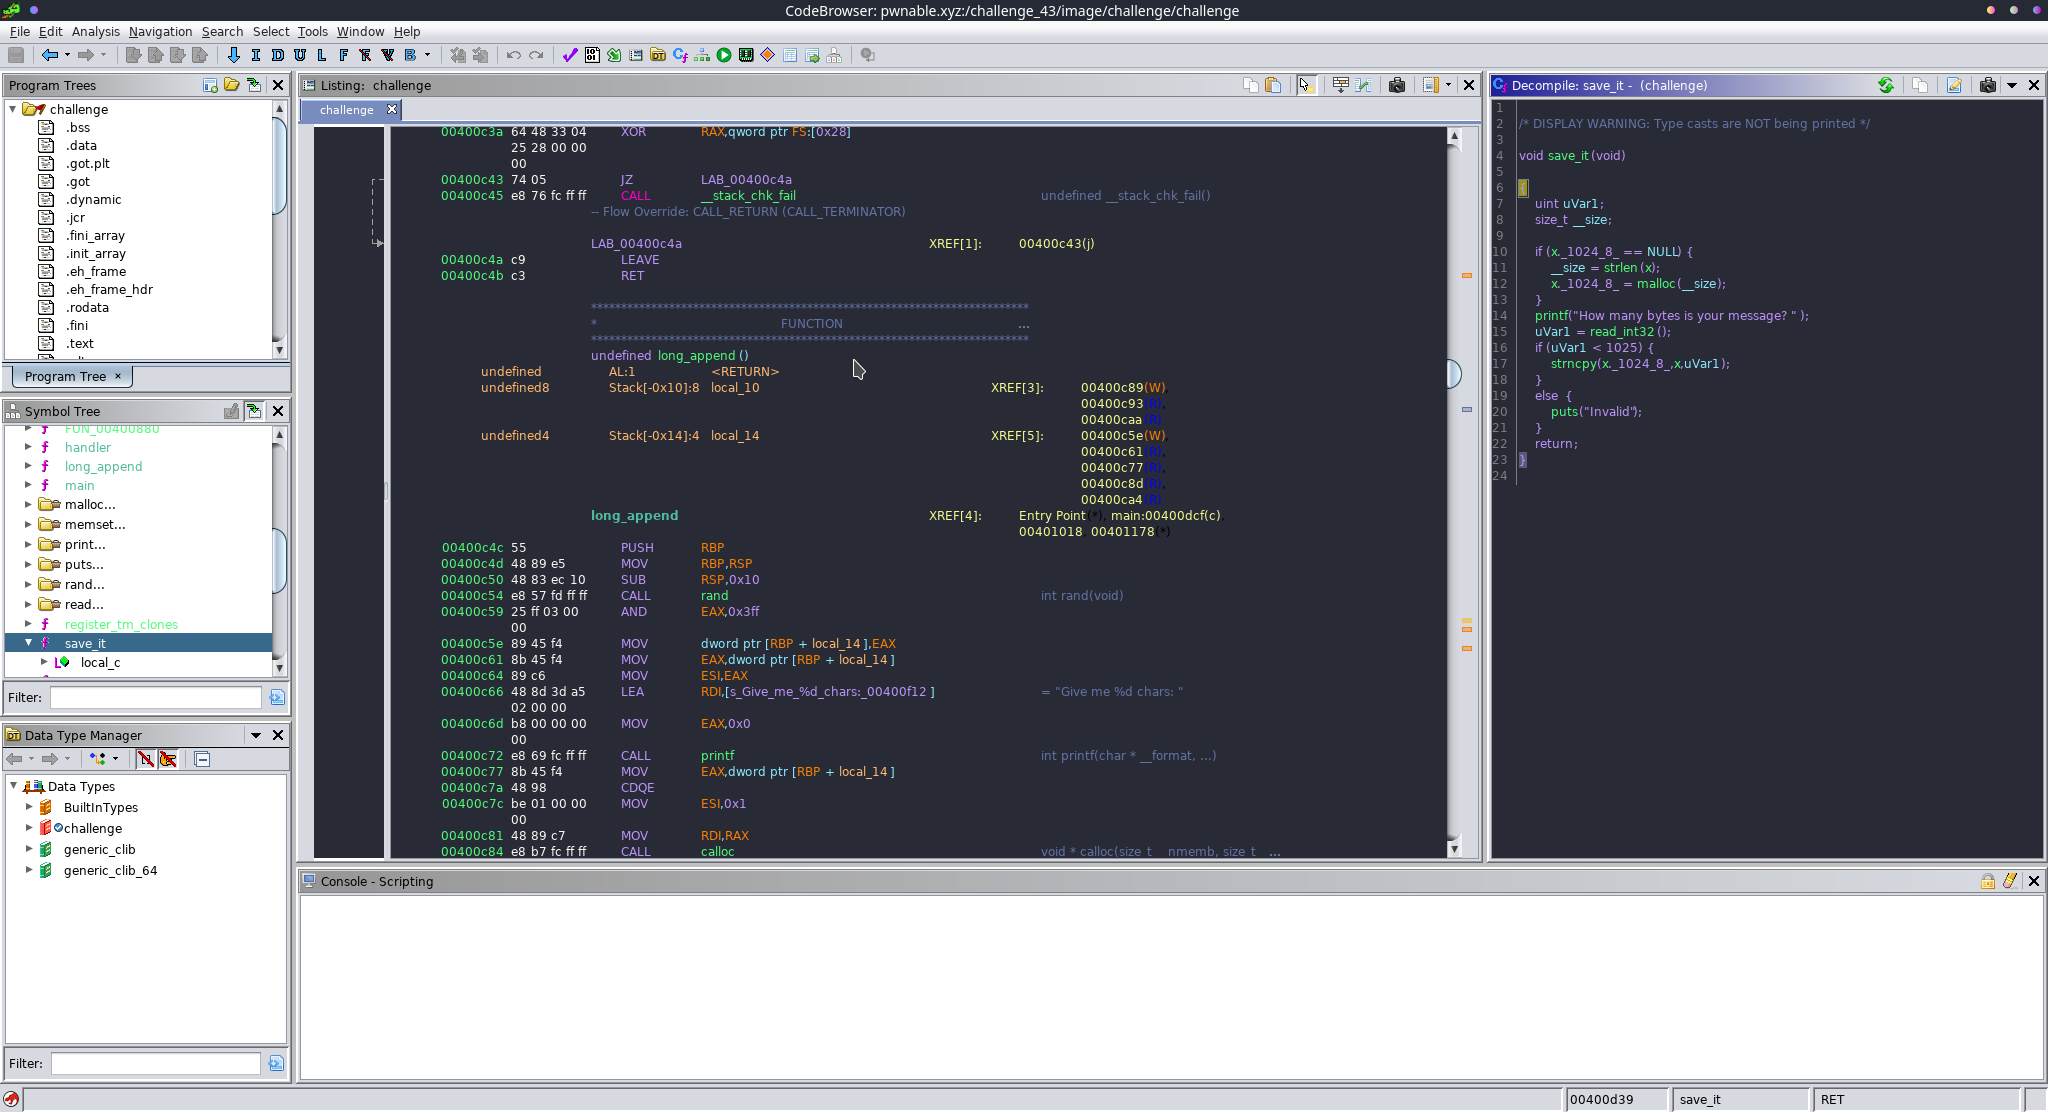 CodeBrowser: pwnable.xyz:/challenge_43/image/challenge/challenge
File Edit Analysis Navigation Search Select Tools Window Help
I D U L F R V B
Program Trees
challenge
.bss
.data
.got.plt
.got
.dynamic
.jcr
.fini_array
.init_array
.eh_frame
.eh_frame_hdr
.rodata
.fini
.text
Program Tree ×
Symbol Tree
FUN_00400880
handler
long_append
main
malloc...
memset...
print...
puts...
rand...
read...
register_tm_clones
save_it
local_c
Filter:
Data Type Manager
Data Types
BuiltInTypes
challenge
generic_clib
generic_clib_64
Filter:
Listing: challenge
challenge
00400c3a 64 48 33 04 XOR RAX,qword ptr FS:[0x28]
25 28 00 00
00
00400c43 74 05 JZ LAB_00400c4a
00400c45 e8 76 fc ff ff CALL __stack_chk_fail undefined __stack_chk_fail()
-- Flow Override: CALL_RETURN (CALL_TERMINATOR)
LAB_00400c4a XREF[1]: 00400c43(j)
00400c4a c9 LEAVE
00400c4b c3 RET
* FUNCTION ...
undefined long_append ()
undefined AL:1 <RETURN>
undefined8 Stack[-0x10]:8 local_10 XREF[3]: 00400c89(W),
00400c93(R),
00400caa(R)
undefined4 Stack[-0x14]:4 local_14 XREF[5]: 00400c5e(W),
00400c61(R),
00400c77(R),
00400c8d(R),
00400ca4(R)
long_append XREF[4]: Entry Point(*), main:00400dcf(c),
00401018, 00401178(*)
00400c4c 55 PUSH RBP
00400c4d 48 89 e5 MOV RBP,RSP
00400c50 48 83 ec 10 SUB RSP,0x10
00400c54 e8 57 fd ff ff CALL rand int rand(void)
00400c59 25 ff 03 00 AND EAX,0x3ff
00
00400c5e 89 45 f4 MOV dword ptr [RBP + local_14 ],EAX
00400c61 8b 45 f4 MOV EAX,dword ptr [RBP + local_14 ]
00400c64 89 c6 MOV ESI,EAX
00400c66 48 8d 3d a5 LEA RDI,[s_Give_me_%d_chars:_00400f12 ] = "Give me %d chars: "
02 00 00
00400c6d b8 00 00 00 MOV EAX,0x0
00
00400c72 e8 69 fc ff ff CALL printf int printf(char * __format, ...)
00400c77 8b 45 f4 MOV EAX,dword ptr [RBP + local_14 ]
00400c7a 48 98 CDQE
00400c7c be 01 00 00 MOV ESI,0x1
00
00400c81 48 89 c7 MOV RDI,RAX
00400c84 e8 b7 fc ff ff CALL calloc void * calloc(size_t __nmemb, size_t ...
Decompile: save_it - (challenge)
1
2 /* DISPLAY WARNING: Type casts are NOT being printed */
3
4 void save_it(void)
5
6 {
7 uint uVar1;
8 size_t __size;
9
10 if (x._1024_8_ == NULL) {
11 __size = strlen(x);
12 x._1024_8_ = malloc(__size);
13 }
14 printf("How many bytes is your message? " );
15 uVar1 = read_int32();
16 if (uVar1 < 1025) {
17 strncpy(x._1024_8_,x,uVar1);
18 }
19 else {
20 puts("Invalid");
21 }
22 return;
23 }
24
Console - Scripting
00400d39 save_it RET